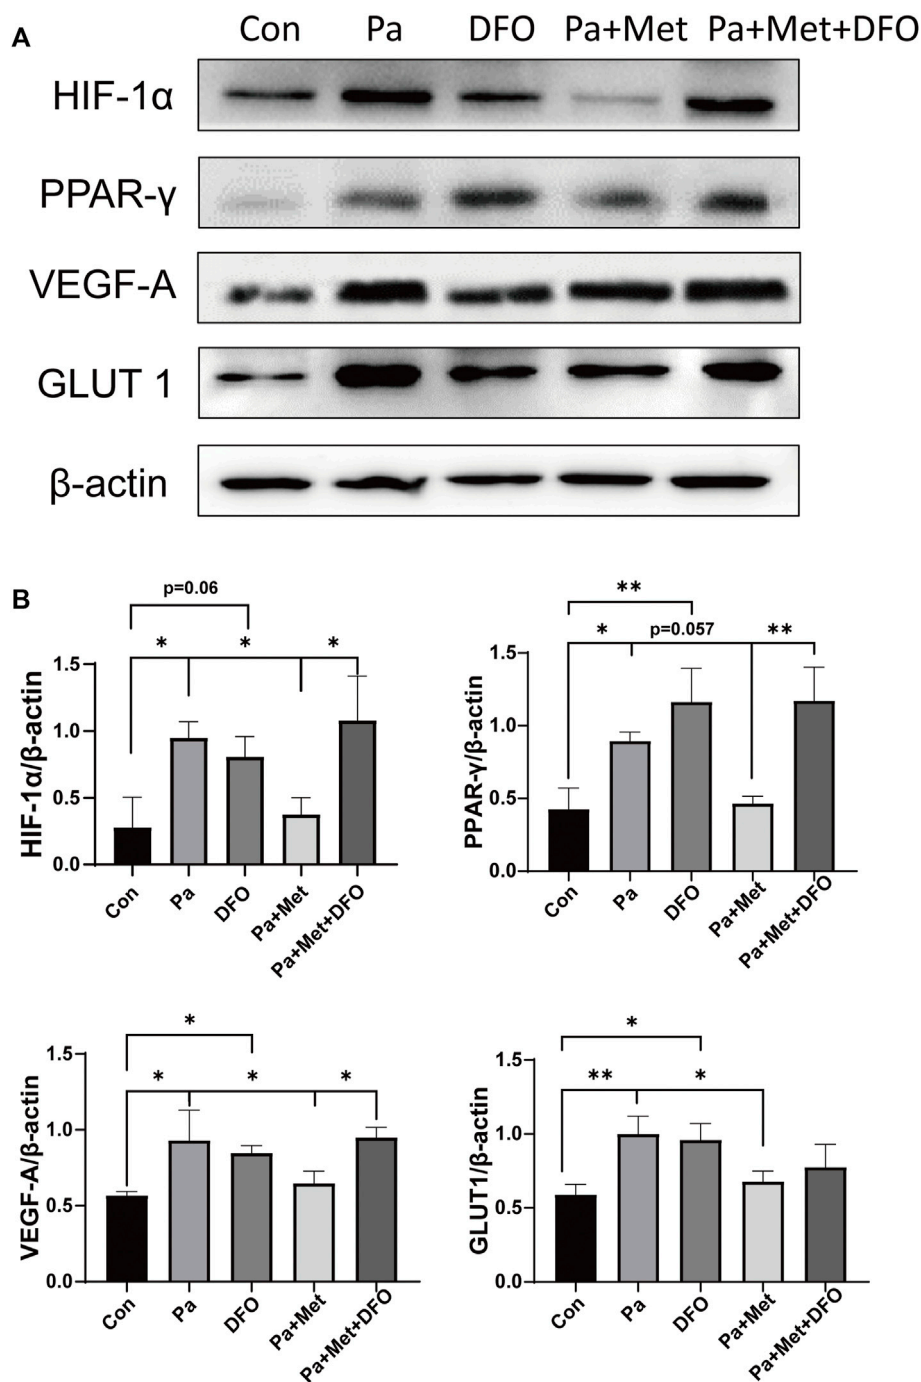 A
Con Pa DFO Pa+Met Pa+Met+DFO
HIF-1α
PPAR-γ
VEGF-A
GLUT 1
β-actin
B
p=0.06
* * *
HIF-1α/β-actin
1.5
1.0
0.5
0.0
Con Pa DFO Pa+Met Pa+Met+DFO
**
* p=0.057 **
PPAR-γ/β-actin
1.5
1.0
0.5
0.0
Con Pa DFO Pa+Met Pa+Met+DFO
*
* * *
VEGF-A/β-actin
1.5
1.0
0.5
0.0
Con Pa DFO Pa+Met Pa+Met+DFO
*
** *
GLUT1/β-actin
1.5
1.0
0.5
0.0
Con Pa DFO Pa+Met Pa+Met+DFO